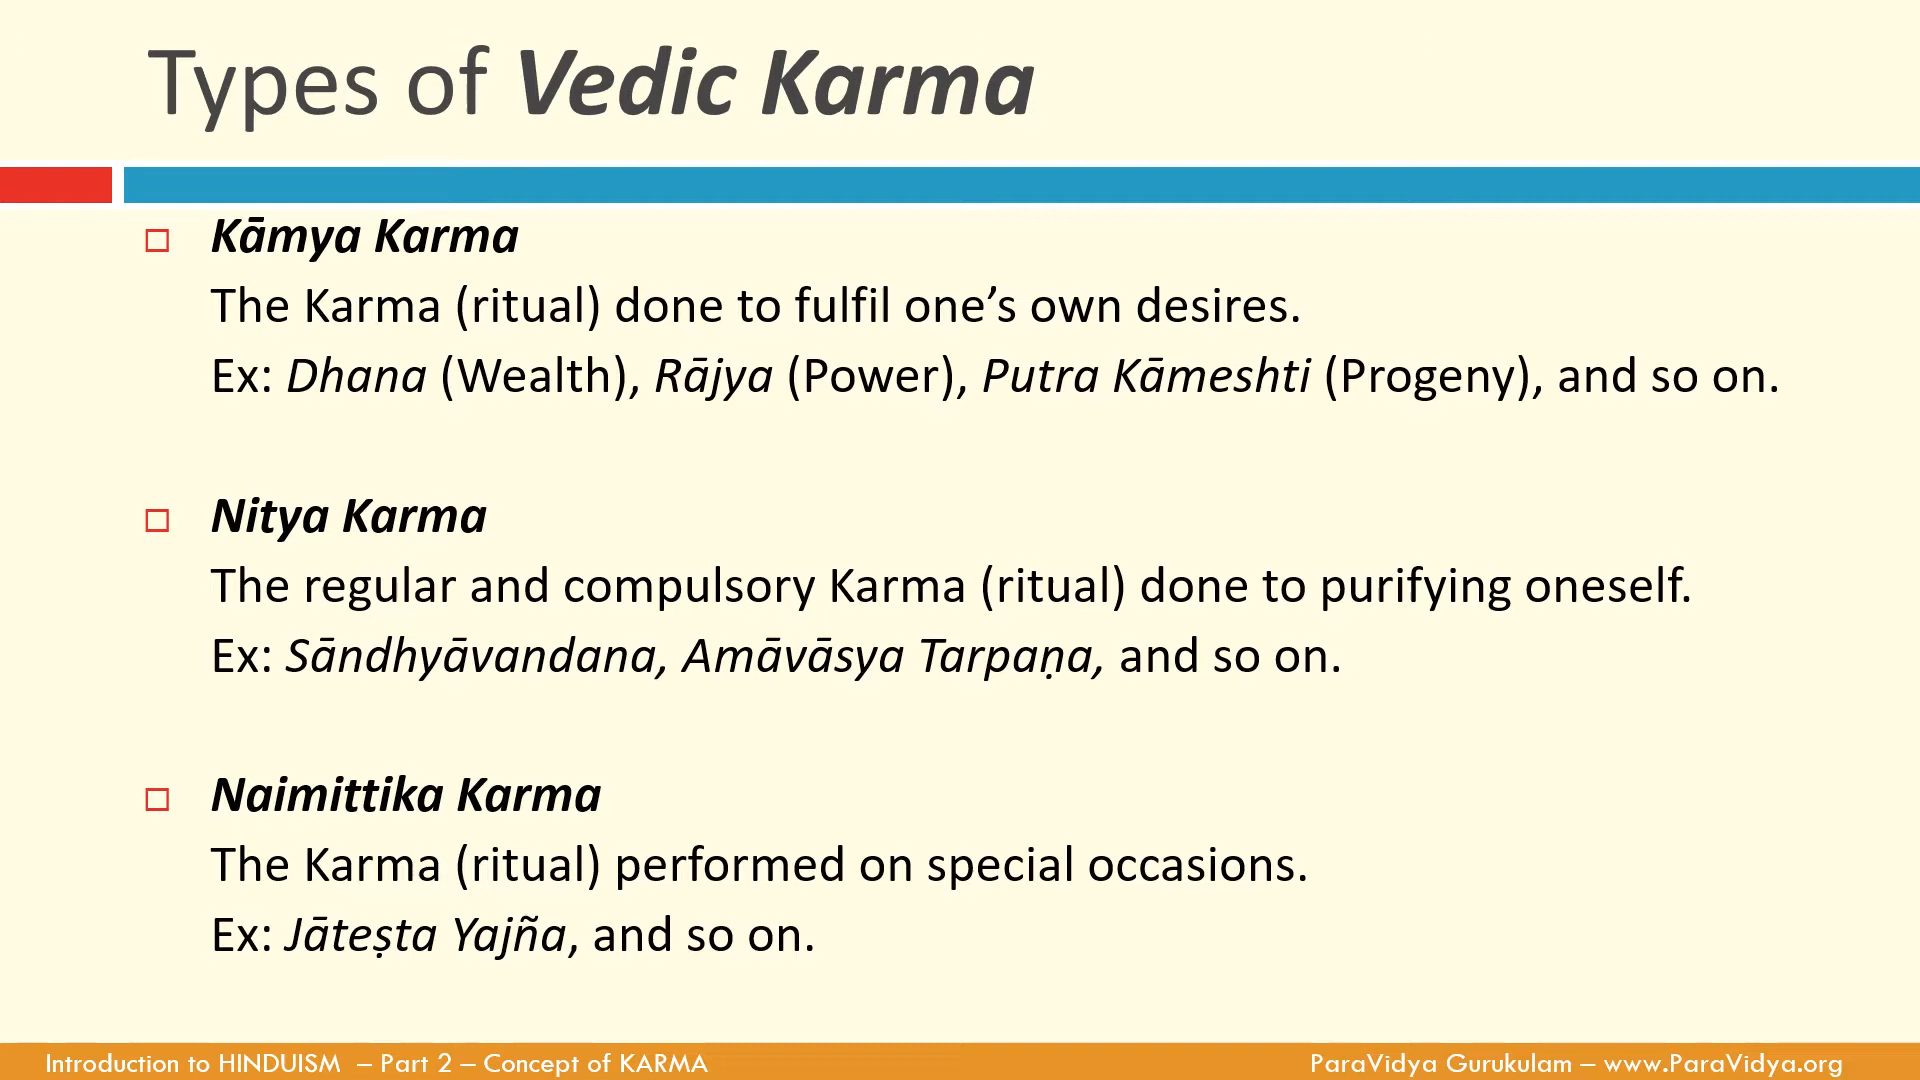 Types of Vedic Karma
Kāmya Karma
The Karma (ritual) done to fulfil one’s own desires.
Ex: Dhana (Wealth), Rājya (Power), Putra Kāmeshti (Progeny), and so on.
Nitya Karma
The regular and compulsory Karma (ritual) done to purifying oneself.
Ex: Sāndhyāvandana, Amāvāsya Tarpaṇa, and so on.
Naimittika Karma
The Karma (ritual) performed on special occasions.
Ex: Jāteṣta Yajña, and so on.
Introduction to HINDUISM – Part 2 – Concept of KARMA
ParaVidya Gurukulam – www.ParaVidya.org